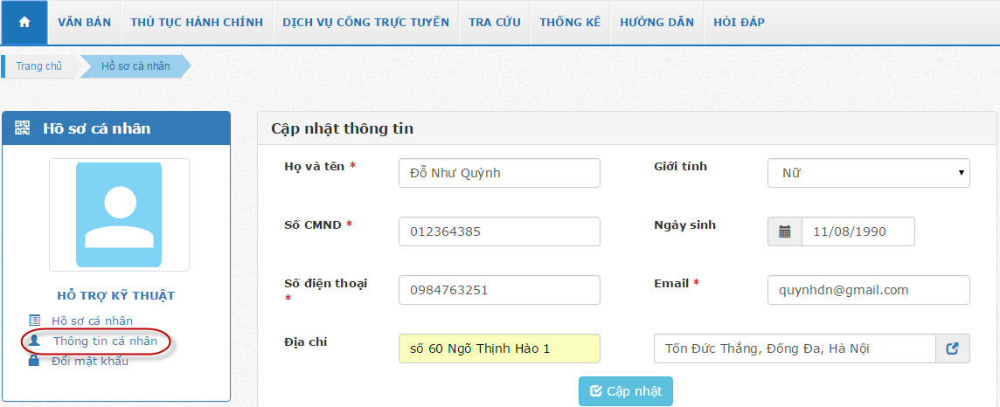 VĂN BẢN THỦ TỤC HÀNH CHÍNH DỊCH VỤ CÔNG TRỰC TUYẾN TRA CỨU THỐNG KÊ HƯỚNG DẪN HỎI ĐÁP
Trang chủ Hồ sơ cá nhân
Hồ sơ cá nhân
HỖ TRỢ KỸ THUẬT
Hồ sơ cá nhân
Thông tin cá nhân
Đổi mật khẩu
Cập nhật thông tin
Họ và tên * Đỗ Như Quỳnh Giới tính Nữ
Số CMND * 012364385 Ngày sinh 11/08/1990
Số điện thoại
* 0984763251 Email * quynhdn@gmail.com
Địa chỉ số 60 Ngõ Thịnh Hào 1 Tốn Đức Thắng, Đống Đa, Hà Nội
Cập nhật